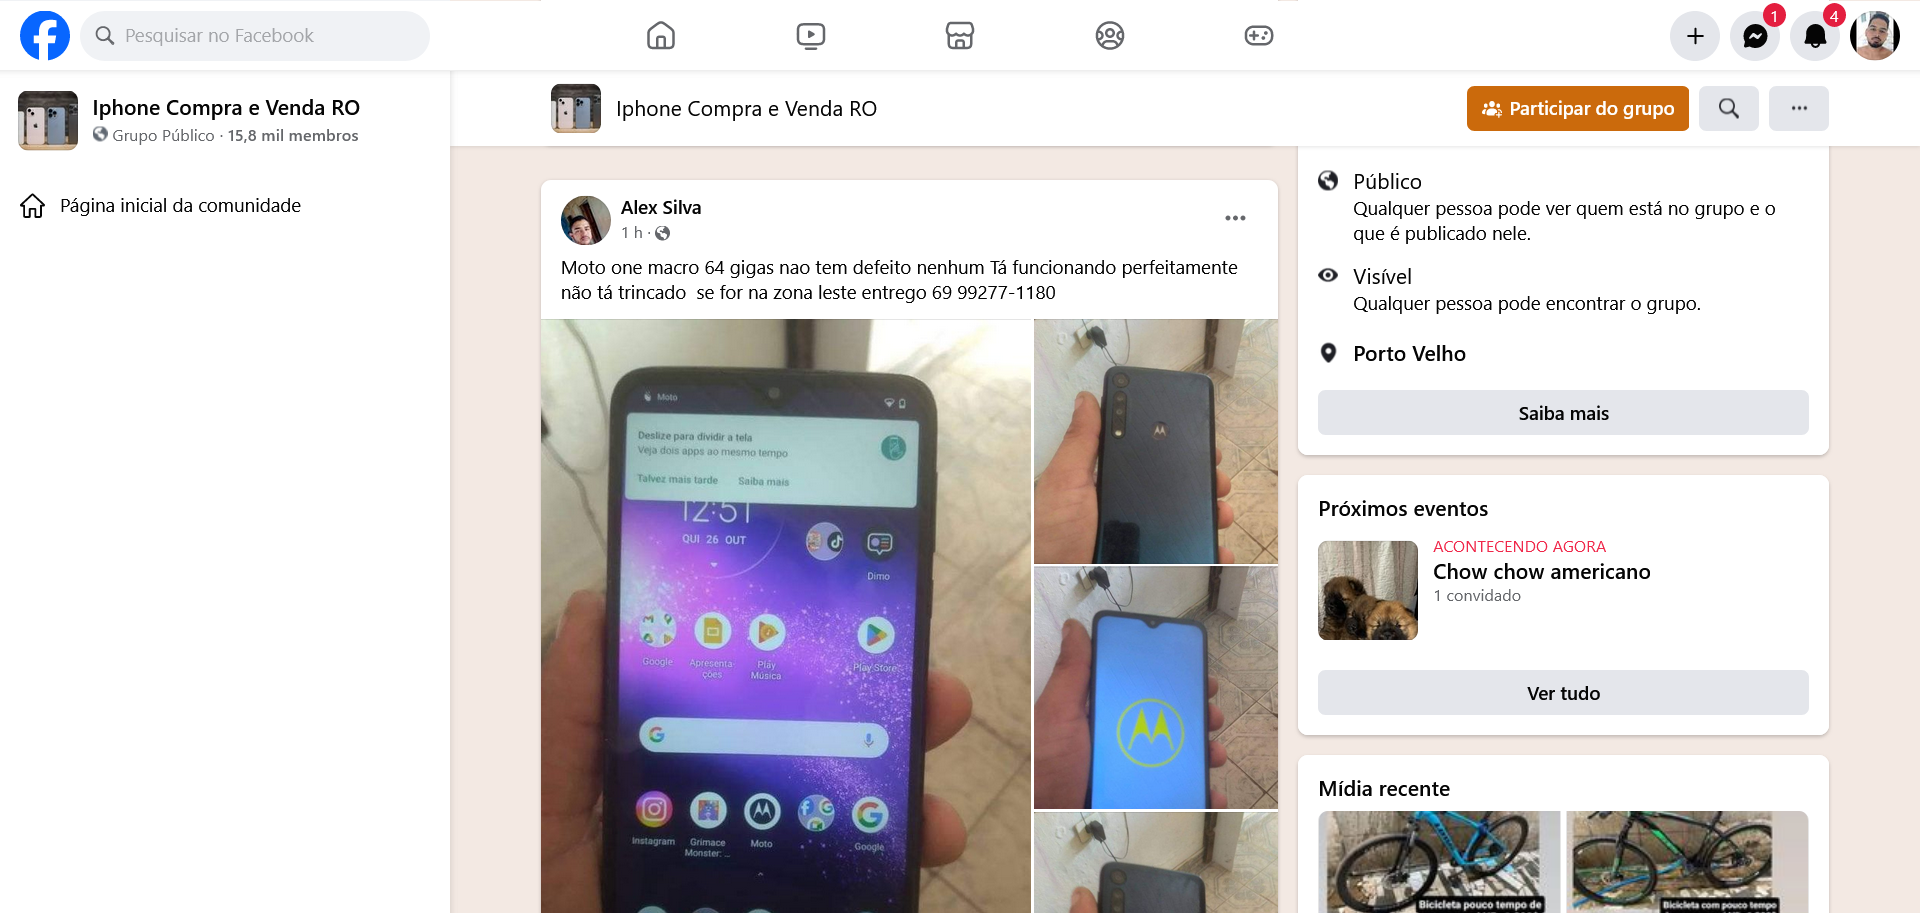 Pesquisar no Facebook
1
4
Iphone Compra e Venda RO
Grupo Público · 15,8 mil membros
Página inicial da comunidade
Iphone Compra e Venda RO
Participar do grupo
Alex Silva
1 h ·
Moto one macro 64 gigas nao tem defeito nenhum Tá funcionando perfeitamente
não tá trincado se for na zona leste entrego 69 99277-1180
Moto
Deslize para dividir a tela
Veja dois apps ao mesmo tempo
Talvez mais tarde Saiba mais
12:51
QUI 26 OUT
Dimo
Google
Apresenta
ções
Play
Música
Play Store
Instagram
Grimace
Monster: ...
Moto
Google
Público
Qualquer pessoa pode ver quem está no grupo e o
que é publicado nele.
Visível
Qualquer pessoa pode encontrar o grupo.
Porto Velho
Saiba mais
Próximos eventos
ACONTECENDO AGORA
Chow chow americano
1 convidado
Ver tudo
Mídia recente
Bicicleta pouco tempo de
Bicicleta com pouco tempo